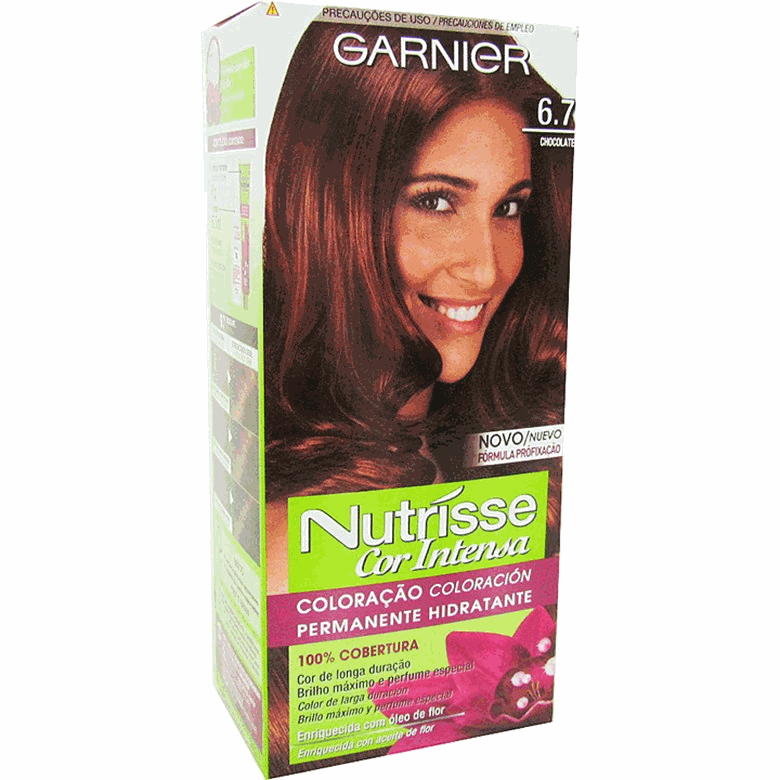 PRECAUÇÕES DE USO / PRECAUCIONES DE EMPLEO
GARNIER
6.7
CHOCOLATE
NOVO/NUEVO
FÓRMULA PROFIXAÇÃO
Nutrisse
Cor Intensa
COLORAÇÃO COLORACIÓN
PERMANENTE HIDRATANTE
100% COBERTURA
Cor de longa duração
Brilho máximo e perfume especial
Color de larga duración
Brillo máximo y perfume especial
Enriquecida com óleo de flor
Enriquecida con aceite de flor